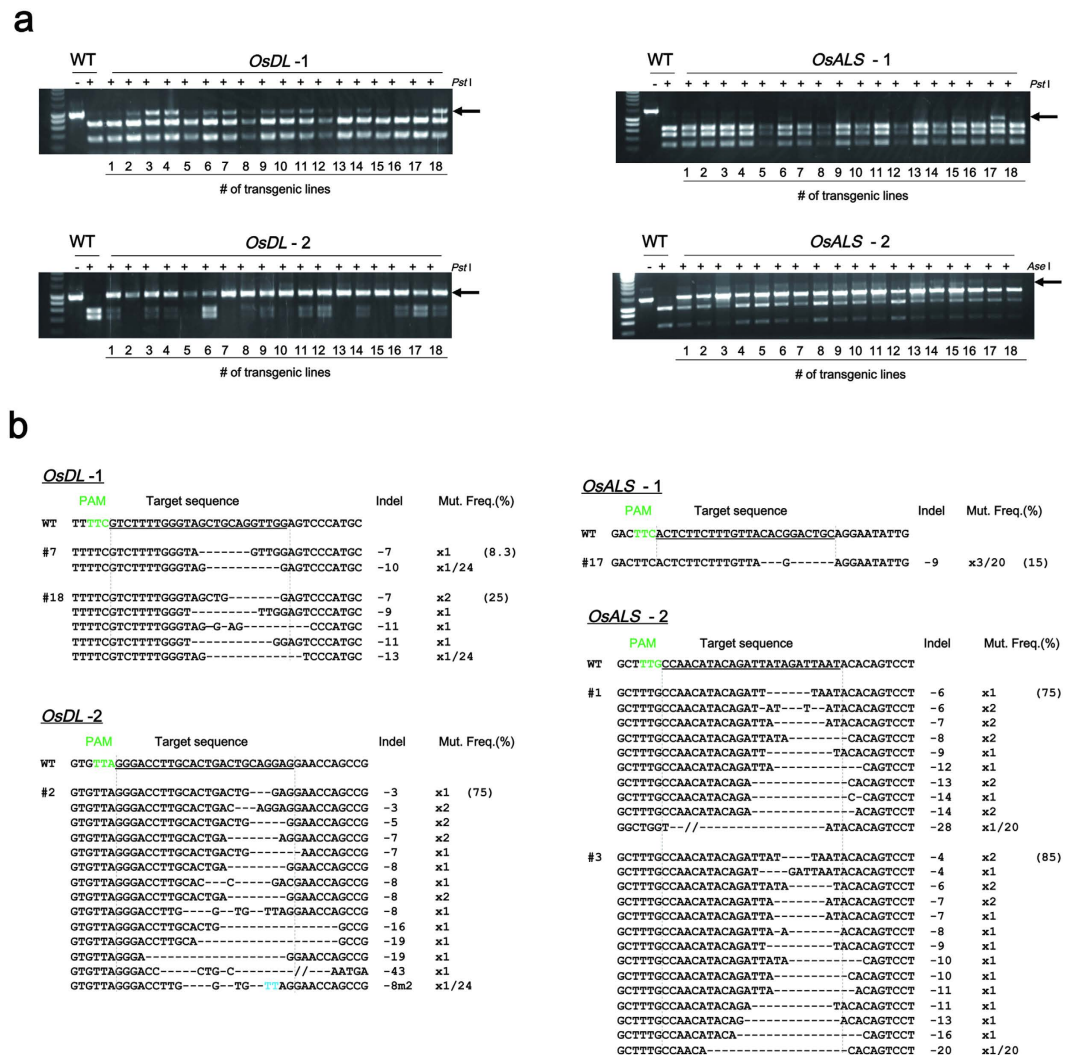 a
WT OsDL -1
- + + + + + + + + + + + + + + + + + + + Pst I
1 2 3 4 5 6 7 8 9 10 11 12 13 14 15 16 17 18
# of transgenic lines
WT OsALS - 1
- + + + + + + + + + + + + + + + + + + + Pst I
1 2 3 4 5 6 7 8 9 10 11 12 13 14 15 16 17 18
# of transgenic lines
WT OsDL - 2
- + + + + + + + + + + + + + + + + + + + Pst I
1 2 3 4 5 6 7 8 9 10 11 12 13 14 15 16 17 18
# of transgenic lines
WT OsALS - 2
- + + + + + + + + + + + + + + + + + + + Ase I
1 2 3 4 5 6 7 8 9 10 11 12 13 14 15 16 17 18
# of transgenic lines
b
OsDL -1
PAM Target sequence Indel Mut. Freq.(%)
WT TTTTCGTCTTTTGGGTAGCTGCAGGTTGGAGTCCCATGC
#7 TTTTCGTCTTTTGGGTA-------GTTGGAGTCCCATGC -7 x1 (8.3)
TTTTCGTCTTTTGGGTAG----------GAGTCCCATGC -10 x1/24
#18 TTTTCGTCTTTTGGGTAGCTG-------GAGTCCCATGC -7 x2 (25)
TTTTCGTCTTTTGGGT---------TTGGAGTCCCATGC -9 x1
TTTTCGTCTTTTGGGTAG-G-AG----------CCCATGC -11 x1
TTTTCGTCTTTTGGGT-----------GGAGTCCCATGC -11 x1
TTTTCGTCTTTTGGGTAG-------------TCCCATGC -13 x1/24
OsDL -2
PAM Target sequence Indel Mut. Freq.(%)
WT GTGTTAGGGACCTTGCACTGACTGCAGGAGGAACCAGCCG
#2 GTGTTAGGGACCTTGCACTGACTG---GAGGAACCAGCCG -3 x1 (75)
GTGTTAGGGACCTTGCACTGAC---AGGAGGAACCAGCCG -3 x2
GTGTTAGGGACCTTGCACTGACTG-----GGAACCAGCCG -5 x2
GTGTTAGGGACCTTGCACTGA-------AGGAACCAGCCG -7 x2
GTGTTAGGGACCTTGCACTGACTG-------AACCAGCCG -7 x1
GTGTTAGGGACCTTGCACTGA--------GGAACCAGCCG -8 x1
GTGTTAGGGACCTTGCAC---C-----GACGAACCAGCCG -8 x1
GTGTTAGGGACCTTGCACTGA--------GGAACCAGCCG -8 x2
GTGTTAGGGACCTTG----G--TG--TTAGGAACCAGCCG -8 x1
GTGTTAGGGACCTTGCACTG----------------GCCG -16 x1
GTGTTAGGGACCTTGCA-------------------GCCG -19 x1
GTGTTAGGGA-------------------GGAACCAGCCG -19 x1
GTGTTAGGGACC-----CTG-C--------//---AATGA -43 x1
GTGTTAGGGACCTTG----G--TG--TTAGGAACCAGCCG -8m2 x1/24
OsALS - 1
PAM Target sequence Indel Mut. Freq.(%)
WT GACTTCACTCTTCTTTGTTACACGGACTGCAGGAATATTG
#17 GACTTCACTCTTCTTTGTTA---G------AGGAATATTG -9 x3/20 (15)
OsALS - 2
PAM Target sequence Indel Mut. Freq.(%)
WT GCTTTGCCAACATACAGATTATAGATTAATACACAGTCCT
#1 GCTTTGCCAACATACAGATT------TAATACACAGTCCT -6 x1 (75)
GCTTTGCCAACATACAGAT-AT----T-ATACACAGTCCT -6 x2
GCTTTGCCAACATACAGATTA-------ATACACAGTCCT -7 x2
GCTTTGCCAACATACAGATTATA--------CACAGTCCT -8 x2
GCTTTGCCAACATACAGATT---------TACACAGTCCT -9 x1
GCTTTGCCAACATACAGATTA------------CAGTCCT -12 x1
GCTTTGCCAACATACAGA-------------CACAGTCCT -13 x2
GCTTTGCCAACATACAGA-------------C-CAGTCCT -14 x1
GCTTTGCCAACATACAGA--------------ACAGTCCT -14 x2
GGCTGGT--//----------------ATACACAGTCCT -28 x1/20
#3 GCTTTGCCAACATACAGATTAT----TAATACACAGTCCT -4 x2 (85)
GCTTTGCCAACATACAGAT----GATTAATACACAGTCCT -4 x1
GCTTTGCCAACATACAGATTATA------TACACAGTCCT -6 x2
GCTTTGCCAACATACAGATTA-------ATACACAGTCCT -7 x2
GCTTTGCCAACATACAGATTA-------ATACACAGTCCT -7 x1
GCTTTGCCAACATACAGATTA-A--------ACACAGTCCT -8 x1
GCTTTGCCAACATACAGATT---------TACACAGTCCT -9 x1
GCTTTGCCAACATACAGATTATA----------CAGTCCT -10 x1
GCTTTGCCAACATACAGATTA----------CACAGTCCT -10 x1
GCTTTGCCAACATACAGATTA-----------ACAGTCCT -11 x1
GCTTTGCCAACATACAGA-----------TACACAGTCCT -11 x1
GCTTTGCCAACATACAG-------------ACACAGTCCT -13 x1
GCTTTGCCAACATACA----------------ACAGTCCT -16 x1
GCTTTGCCAACA--------------------CACAGTCCT -20 x1/20